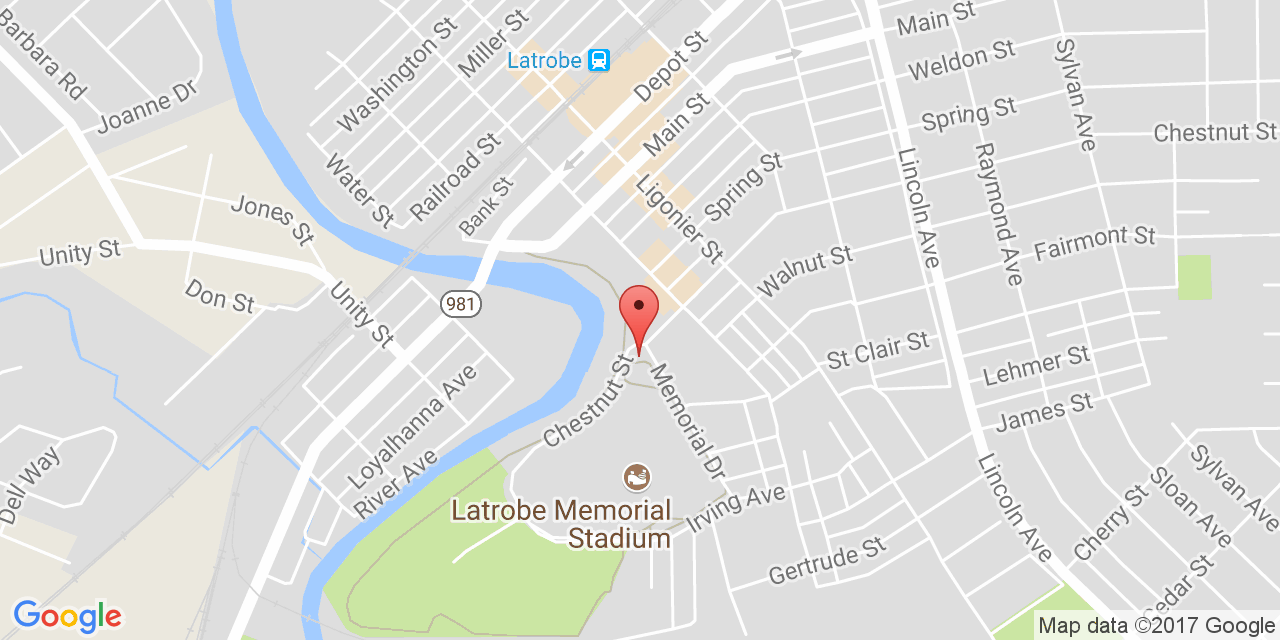 Barbara Rd
Joanne Dr
Washington St
Miller St
Latrobe
Depot St
Main St
Main St
Weldon St
Spring St
Sylvan Ave
Chestnut St
Water St
Railroad St
Bank St
Ligonier St
Spring St
Lincoln Ave
Raymond Ave
Jones St
Unity St
Don St
Unity St
981
Walnut St
Fairmont St
St Clair St
Lehmer St
James St
Loyalhanna Ave
River Ave
Chestnut St
Memorial Dr
Dell Way
Latrobe Memorial
Stadium
Irving Ave
Gertrude St
Lincoln Ave
Cherry St
Sloan Ave
Sylvan Ave
Cedar St
Google
Map data ©2017 Google